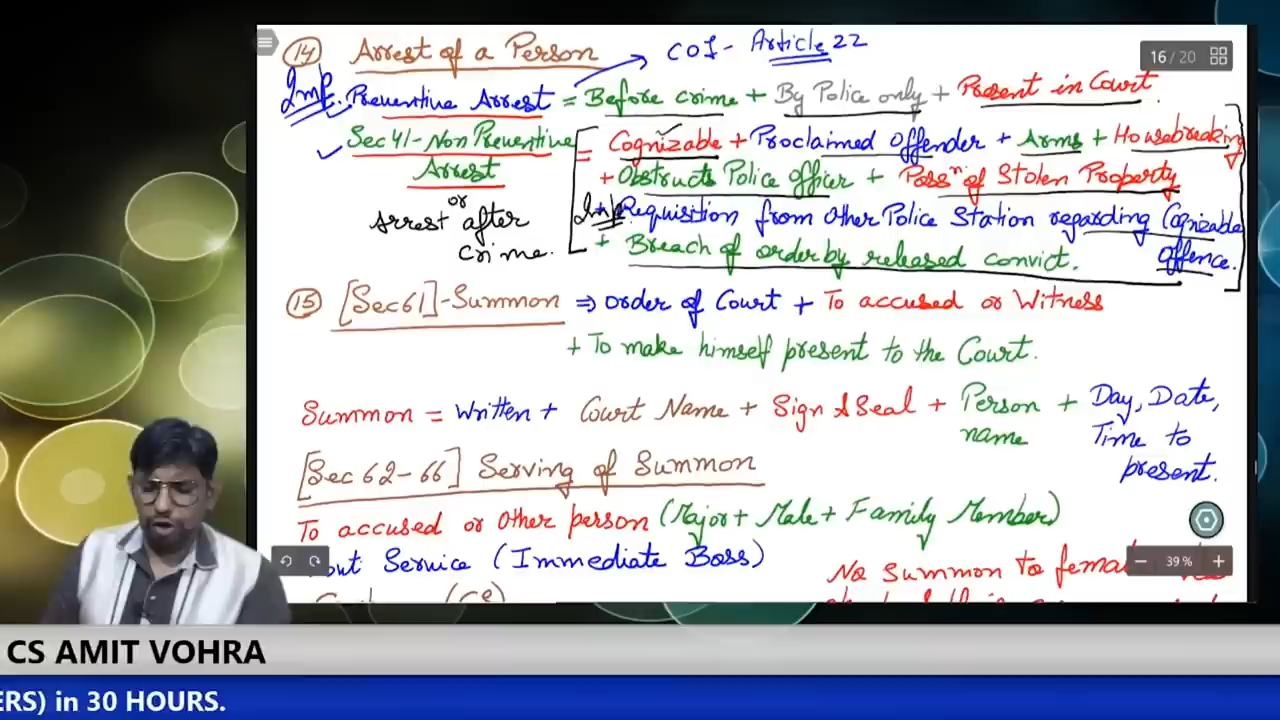 (14) Arrest of a Person → COI - Article 22
16 / 20
Imp. Preventive Arrest = Before crime + By Police only + Present in Court.
✓ Sec 41 - Non Preventive Arrest or Arrest after crime. = Cognizable + Proclaimed Offender + Arms + Housebreaking
+ Obstructs Police officer + Possn of Stolen Property
Imp. + Requisition from Other Police Station regarding Cognizable Offence.
+ Breach of order by released convict.
(15) [Sec 61] - Summon ⇒ Order of Court + To accused or Witness
+ To make himself present to the Court.
Summon = Written + Court Name + Sign & Seal + Person name + Day, Date, Time to present.
[Sec 62-66] Serving of Summon
To accused or Other person (Major + Male + Family Member)
Service (Immediate Boss)
No Summon to
39 %
CS AMIT VOHRA
ERS) in 30 HOURS.